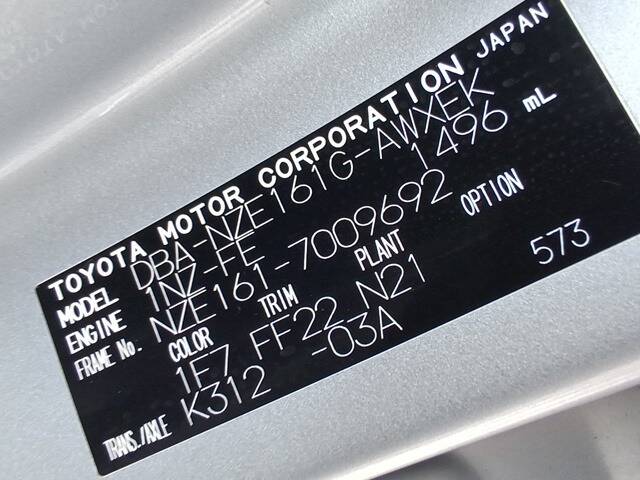 TOYOTA MOTOR CORPORATION JAPAN
MODEL DBA-NZE161G-AWXEK
ENGINE 1NZ-FE 1496 mL
FRAME No. NZE161-7009692
COLOR TRIM PLANT OPTION
1F7 FF22 N21 573
TRANS./AXLE K312 -03A